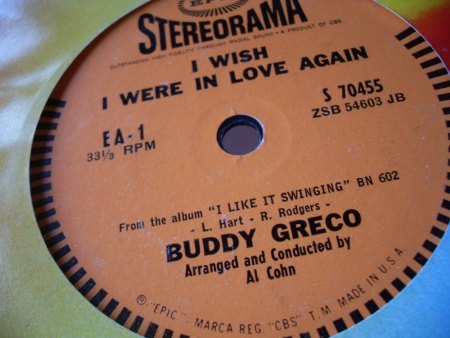 EPIC
STEREORAMA
OUTSTANDING HIGH FIDELITY THROUGH RADIAL SOUND • A PRODUCT OF CBS
I WISH
I WERE IN LOVE AGAIN
S 70455
ZSB 54603 JB
EA-1
33⅓ RPM
From the album "I LIKE IT SWINGING" BN 602
- L. Hart - R. Rodgers -
BUDDY GRECO
Arranged and Conducted by
Al Cohn
® "EPIC", MARCA REG. "CBS" T.M. MADE IN U.S.A.